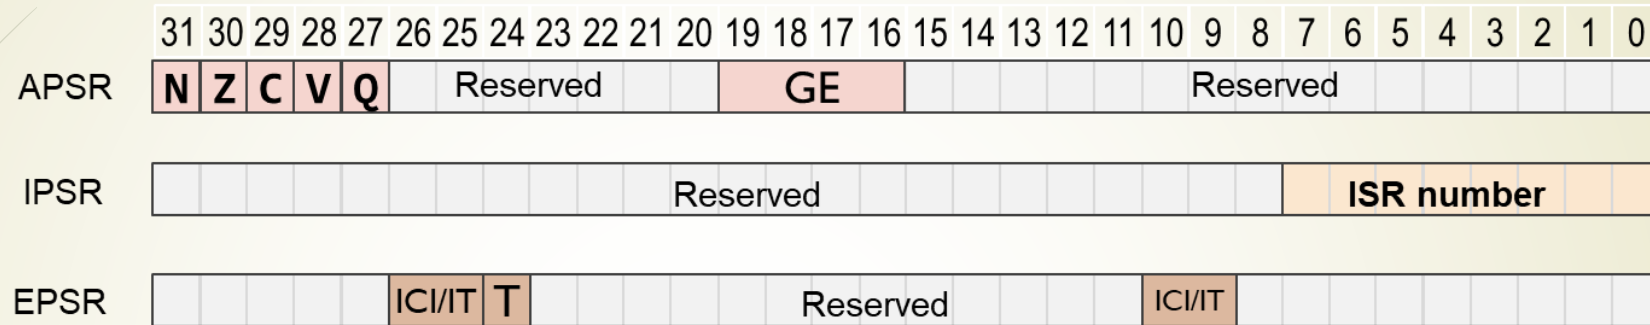 31 30 29 28 27 26 25 24 23 22 21 20 19 18 17 16 15 14 13 12 11 10 9 8 7 6 5 4 3 2 1 0
APSR N Z C V Q Reserved GE Reserved
IPSR Reserved ISR number
EPSR ICI/IT T Reserved ICI/IT